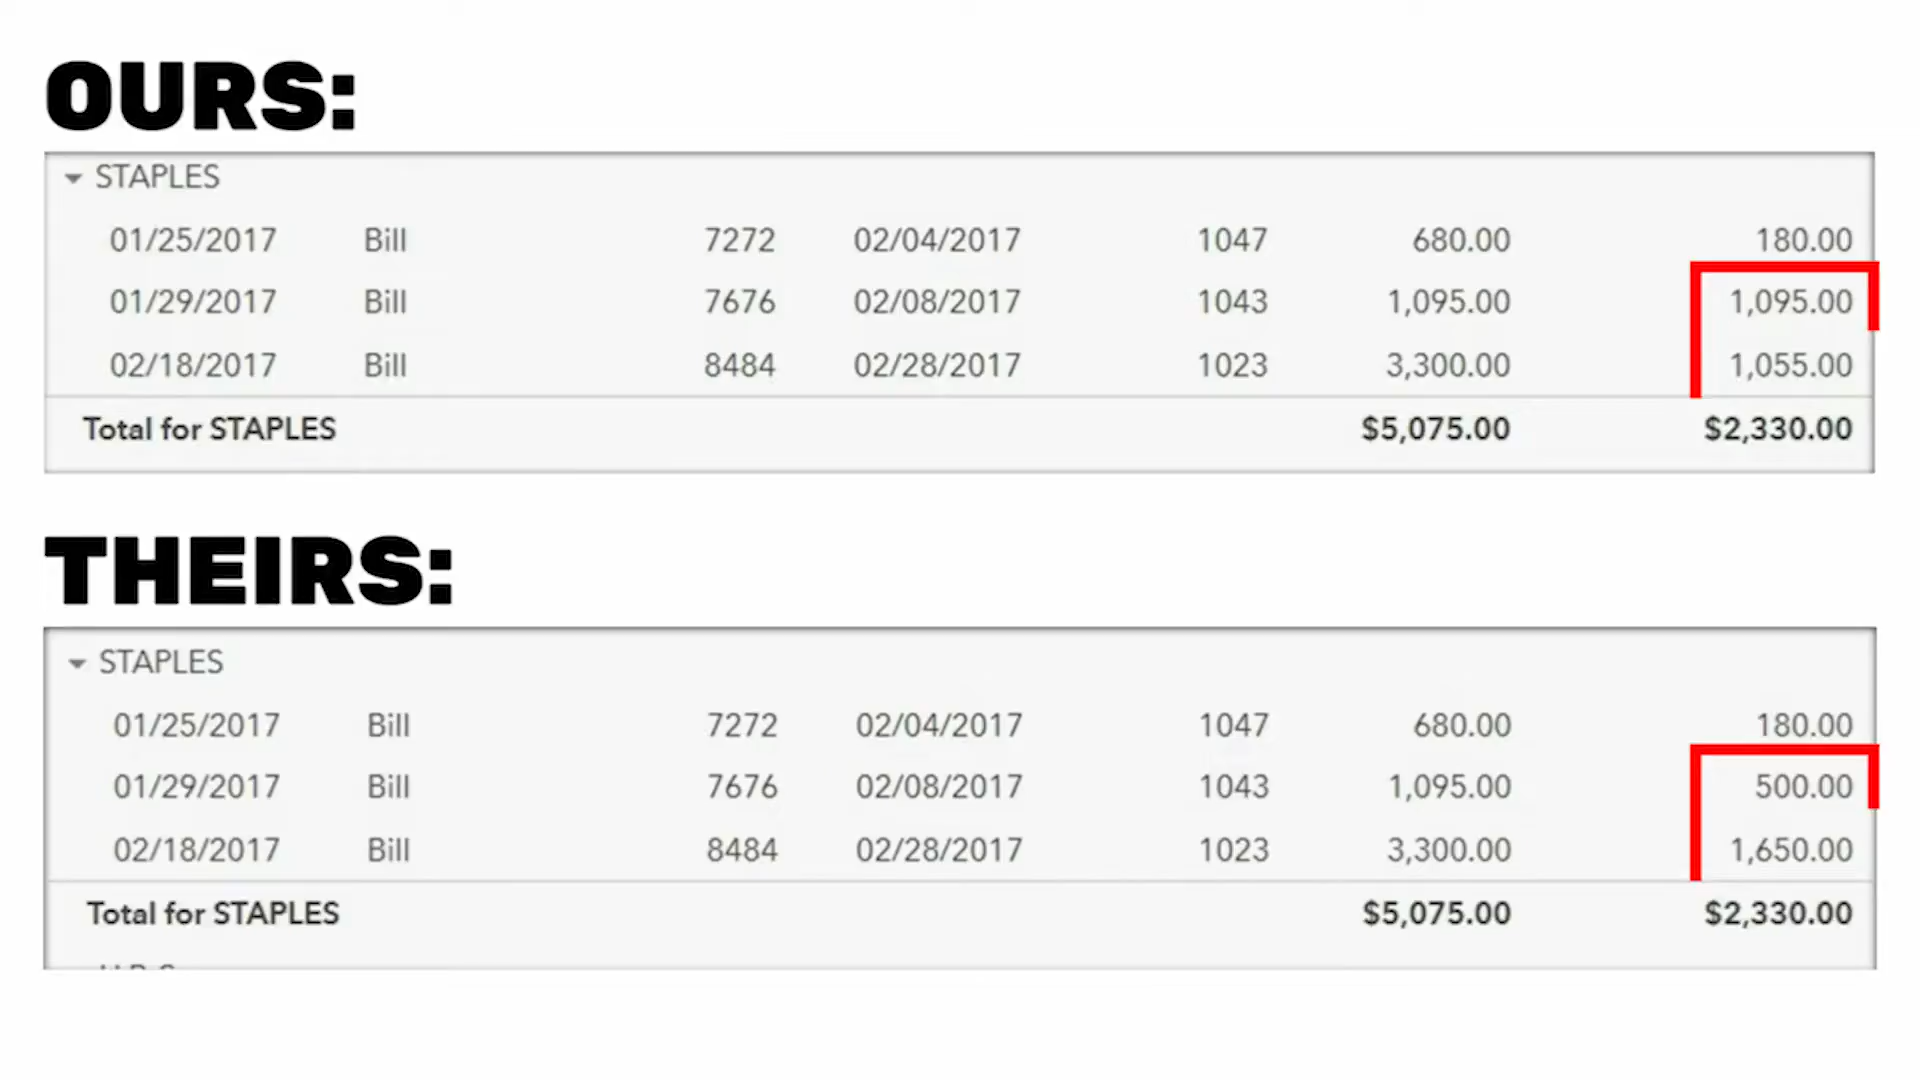 OURS:
STAPLES
01/25/2017 Bill 7272 02/04/2017 1047 680.00 180.00
01/29/2017 Bill 7676 02/08/2017 1043 1,095.00 1,095.00
02/18/2017 Bill 8484 02/28/2017 1023 3,300.00 1,055.00
Total for STAPLES $5,075.00 $2,330.00
THEIRS:
STAPLES
01/25/2017 Bill 7272 02/04/2017 1047 680.00 180.00
01/29/2017 Bill 7676 02/08/2017 1043 1,095.00 500.00
02/18/2017 Bill 8484 02/28/2017 1023 3,300.00 1,650.00
Total for STAPLES $5,075.00 $2,330.00